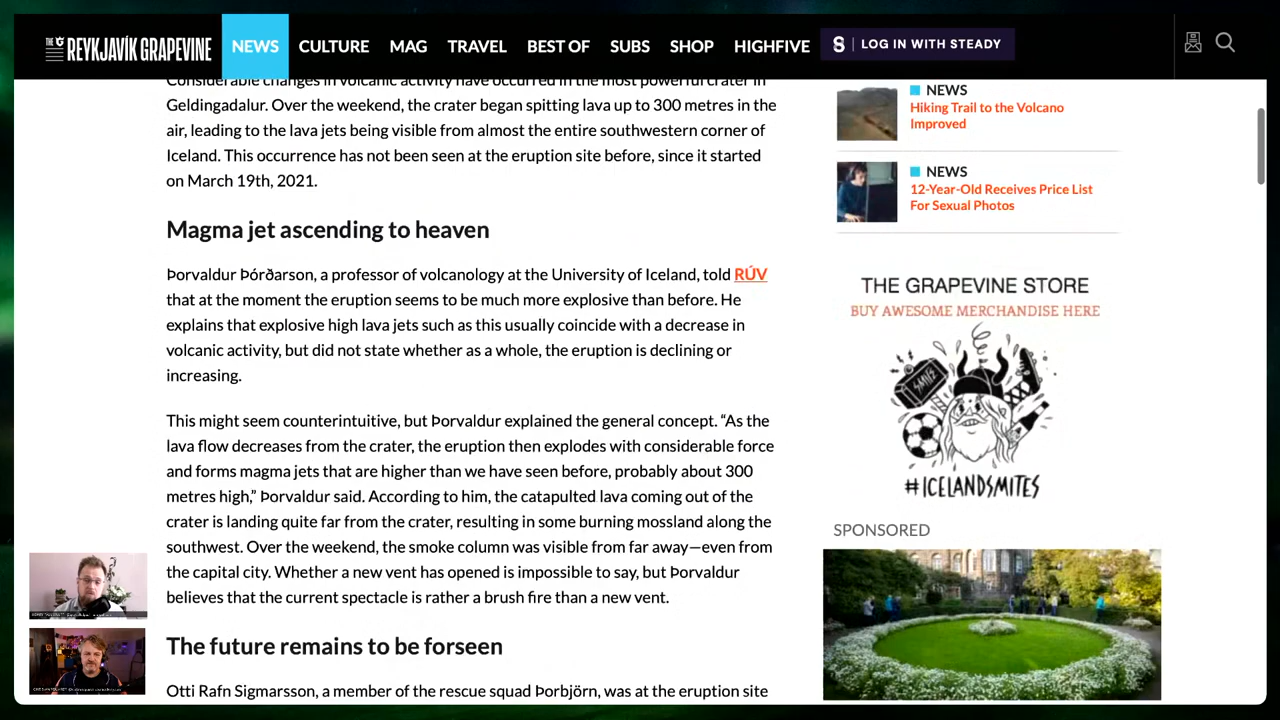 THE REYKJAVÍK GRAPEVINE
NEWS
CULTURE
MAG
TRAVEL
BEST OF
SUBS
SHOP
HIGHFIVE
LOG IN WITH STEADY
Considerable changes in volcanic activity have occurred in the most powerful crater in
Geldingadalur. Over the weekend, the crater began spitting lava up to 300 metres in the
air, leading to the lava jets being visible from almost the entire southwestern corner of
Iceland. This occurrence has not been seen at the eruption site before, since it started
on March 19th, 2021.
Magma jet ascending to heaven
Þorvaldur Þórðarson, a professor of volcanology at the University of Iceland, told RÚV
that at the moment the eruption seems to be much more explosive than before. He
explains that explosive high lava jets such as this usually coincide with a decrease in
volcanic activity, but did not state whether as a whole, the eruption is declining or
increasing.
This might seem counterintuitive, but Þorvaldur explained the general concept. “As the
lava flow decreases from the crater, the eruption then explodes with considerable force
and forms magma jets that are higher than we have seen before, probably about 300
metres high,” Þorvaldur said. According to him, the catapulted lava coming out of the
crater is landing quite far from the crater, resulting in some burning mossland along the
southwest. Over the weekend, the smoke column was visible from far away—even from
the capital city. Whether a new vent has opened is impossible to say, but Þorvaldur
believes that the current spectacle is rather a brush fire than a new vent.
The future remains to be forseen
Otti Rafn Sigmarsson, a member of the rescue squad Þorbjörn, was at the eruption site
NEWS
Hiking Trail to the Volcano
Improved
NEWS
12-Year-Old Receives Price List
For Sexual Photos
THE GRAPEVINE STORE
BUY AWESOME MERCHANDISE HERE
SMITE
#ICELANDSMITES
SPONSORED